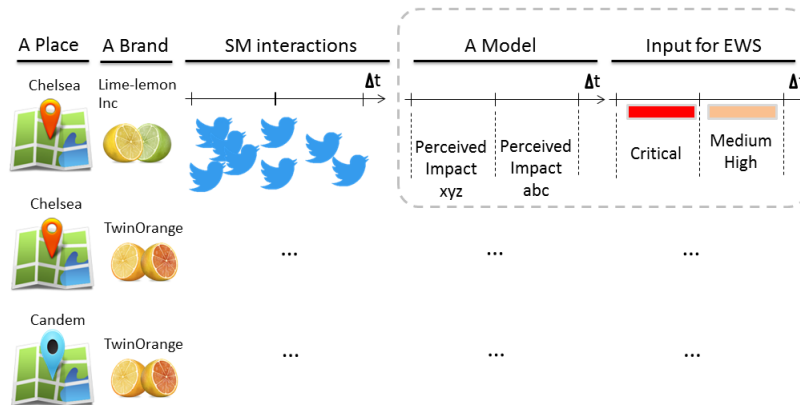 A Place
A Brand
SM interactions
A Model
Input for EWS
Chelsea
Lime-lemon
Inc
Δt
Δt
Δt
Perceived
Impact
xyz
Perceived
Impact
abc
Critical
Medium
High
Chelsea
TwinOrange
...
...
...
Candem
TwinOrange
...
...
...